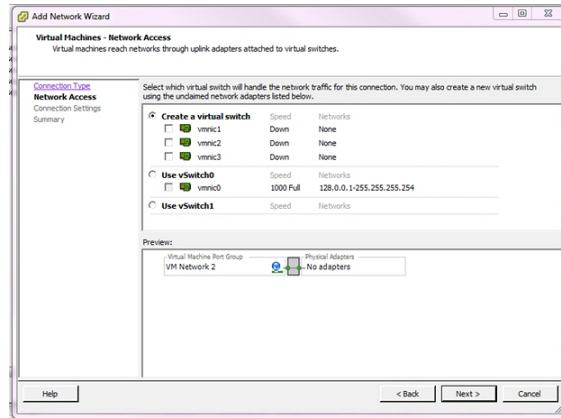 Add Network Wizard
Virtual Machines - Network Access
Virtual machines reach networks through uplink adapters attached to virtual switches.
Connection Type
Network Access
Connection Settings
Summary
Select which virtual switch will handle the network traffic for this connection. You may also create a new virtual switch
using the unclaimed network adapters listed below.
Create a virtual switch Speed Networks
vmnic1 Down None
vmnic2 Down None
vmnic3 Down None
Use vSwitch0 Speed Networks
vmnic0 1000 Full 128.0.0.1-255.255.255.254
Use vSwitch1 Speed Networks
Preview:
Virtual Machine Port Group Physical Adapters
VM Network 2 No adapters
Help < Back Next > Cancel